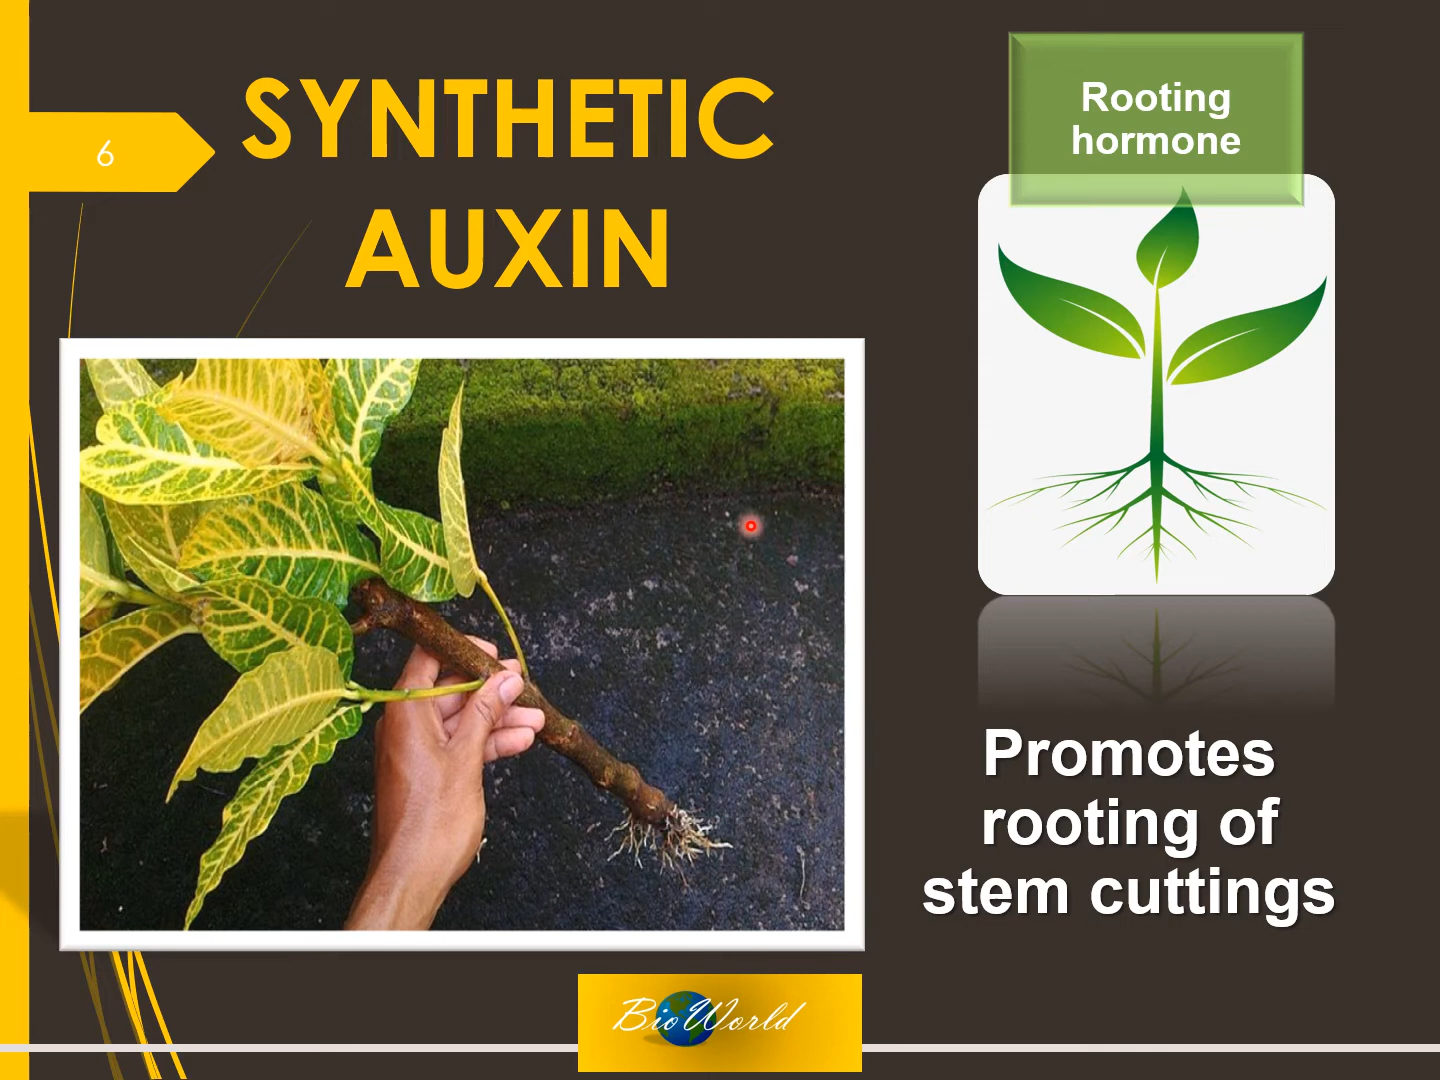 6
SYNTHETIC
AUXIN
Rooting
hormone
Promotes
rooting of
stem cuttings
BioWorld